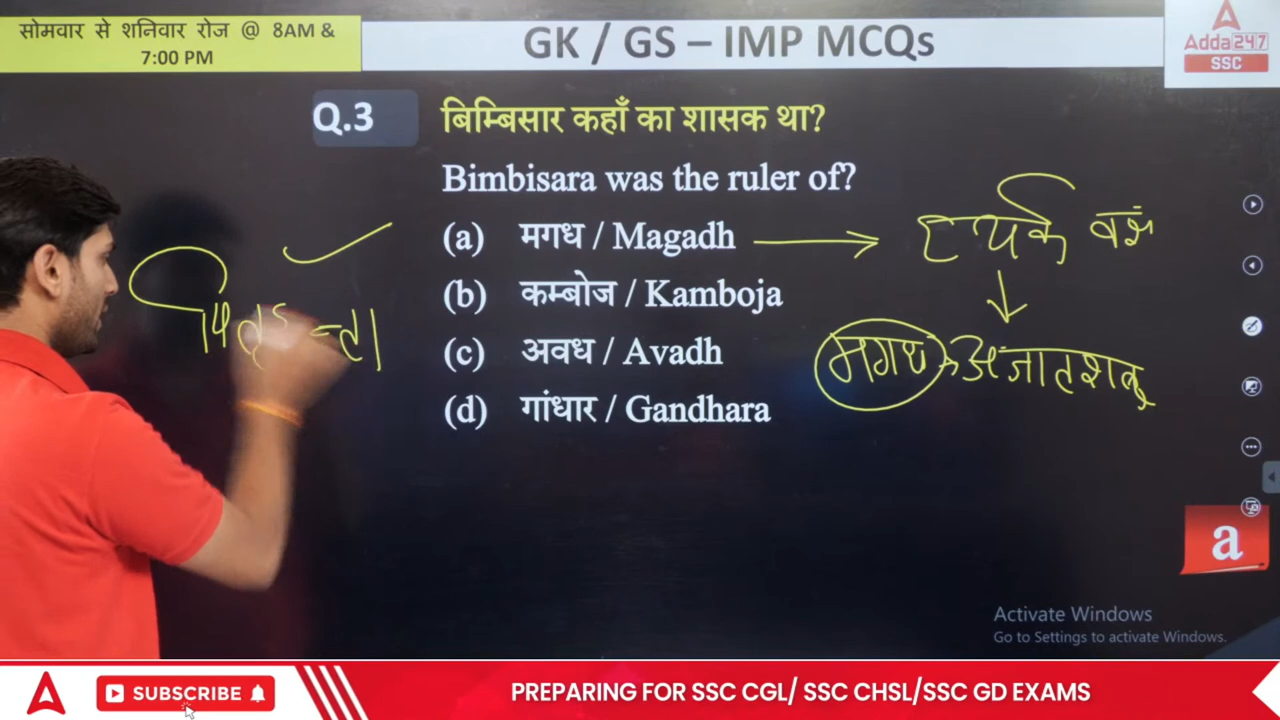 सोमवार से शनिवार रोज @ 8AM &
7:00 PM
GK / GS – IMP MCQs
Adda247
SSC
Q.3
बिम्बिसार कहाँ का शासक था?
Bimbisara was the ruler of?
(a) मगध / Magadh
(b) कम्बोज / Kamboja
(c) अवध / Avadh
(d) गांधार / Gandhara
वंश
मगध
अजातशत्रु
a
Activate Windows
Go to Settings to activate Windows.
SUBSCRIBE
PREPARING FOR SSC CGL/ SSC CHSL/SSC GD EXAMS